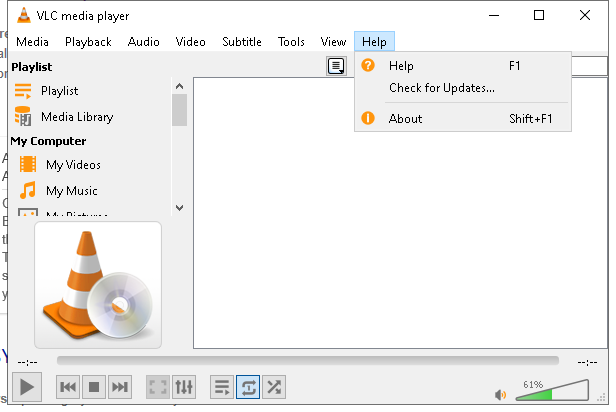 VLC media player
Media Playback Audio Video Subtitle Tools View Help
Playlist
Playlist
Media Library
My Computer
My Videos
My Music
My Pictures
Help F1
Check for Updates...
About Shift+F1
--:-- --:--
61%